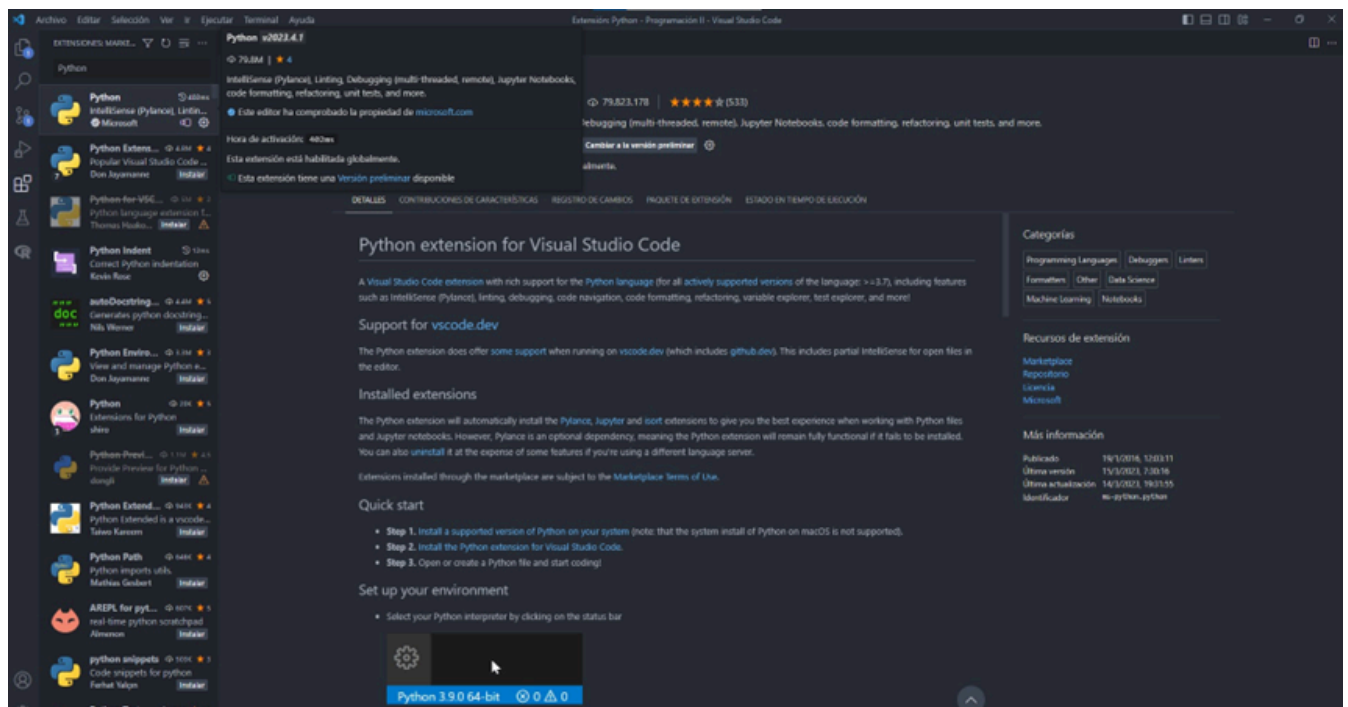 Archivo Editar Selección Ver Ir Ejecutar Terminal Ayuda
Extensión: Python - Programación II - Visual Studio Code
EXTENSIONES: MARKE...
Python
Python 480ms
IntelliSense (Pylance), Lintin...
Microsoft
Python Extens... 4.8M 4
Popular Visual Studio Code ...
Don Jayamanne Instalar
Python-for-VSC... 2
Python language extension f...
Thomas Haako... Instalar
Python Indent 12ms
Correct Python indentation
Kevin Rose
autoDocstring... 5
Generates python docstring...
Nils Werner Instalar
Python Enviro...
View and manage Python e...
Don Jayamanne Instalar
Python 5
Extensions for Python
shiro Instalar
Python Previ... 4.5
Provide Preview for Python ...
dongli Instalar
Python Extend... 4
Python Extended is a vscode...
Taiwo Kareem Instalar
Python Path 4
Python imports utils.
Mathias Gesbert Instalar
AREPL for pyt... 5
real-time python scratchpad
Almenon Instalar
python snippets
Code snippets for python
Ferhat Yalçın Instalar
Python v2023.4.1
79.8M | 4
IntelliSense (Pylance), Linting, Debugging (multi-threaded, remote), Jupyter Notebooks,
code formatting, refactoring, unit tests, and more.
Este editor ha comprobado la propiedad de microsoft.com
Hora de activación: 480ms
Esta extensión está habilitada globalmente.
Esta extensión tiene una Versión preliminar disponible
79.823.178 (533)
ebugging (multi-threaded, remote), Jupyter Notebooks, code formatting, refactoring, unit tests, and more.
Cambiar a la versión preliminar
almente.
DETALLES CONTRIBUCIONES DE CARACTERÍSTICAS REGISTRO DE CAMBIOS PAQUETE DE EXTENSIÓN ESTADO EN TIEMPO DE EJECUCIÓN
Python extension for Visual Studio Code
A Visual Studio Code extension with rich support for the Python language (for all actively supported versions of the language: >=3.7), including features
such as IntelliSense (Pylance), linting, debugging, code navigation, code formatting, refactoring, variable explorer, test explorer, and more!
Support for vscode.dev
The Python extension does offer some support when running on vscode.dev (which includes github.dev). This includes partial IntelliSense for open files in
the editor.
Installed extensions
The Python extension will automatically install the Pylance, Jupyter and isort extensions to give you the best experience when working with Python files
and Jupyter notebooks. However, Pylance is an optional dependency, meaning the Python extension will remain fully functional if it fails to be installed.
You can also uninstall it at the expense of some features if you're using a different language server.
Extensions installed through the marketplace are subject to the Marketplace Terms of Use.
Quick start
• Step 1. Install a supported version of Python on your system (note: that the system install of Python on macOS is not supported).
• Step 2. Install the Python extension for Visual Studio Code.
• Step 3. Open or create a Python file and start coding!
Set up your environment
• Select your Python interpreter by clicking on the status bar
Python 3.9.0 64-bit 0 0
Categorías
Programming Languages Debuggers Linters
Formatters Other Data Science
Machine Learning Notebooks
Recursos de extensión
Marketplace
Repositorio
Licencia
Microsoft
Más información
Publicado 19/1/2016, 12:03:11
Última versión 15/3/2023, 7:30:16
Última actualización 14/3/2023, 19:31:55
Identificador ms-python.python